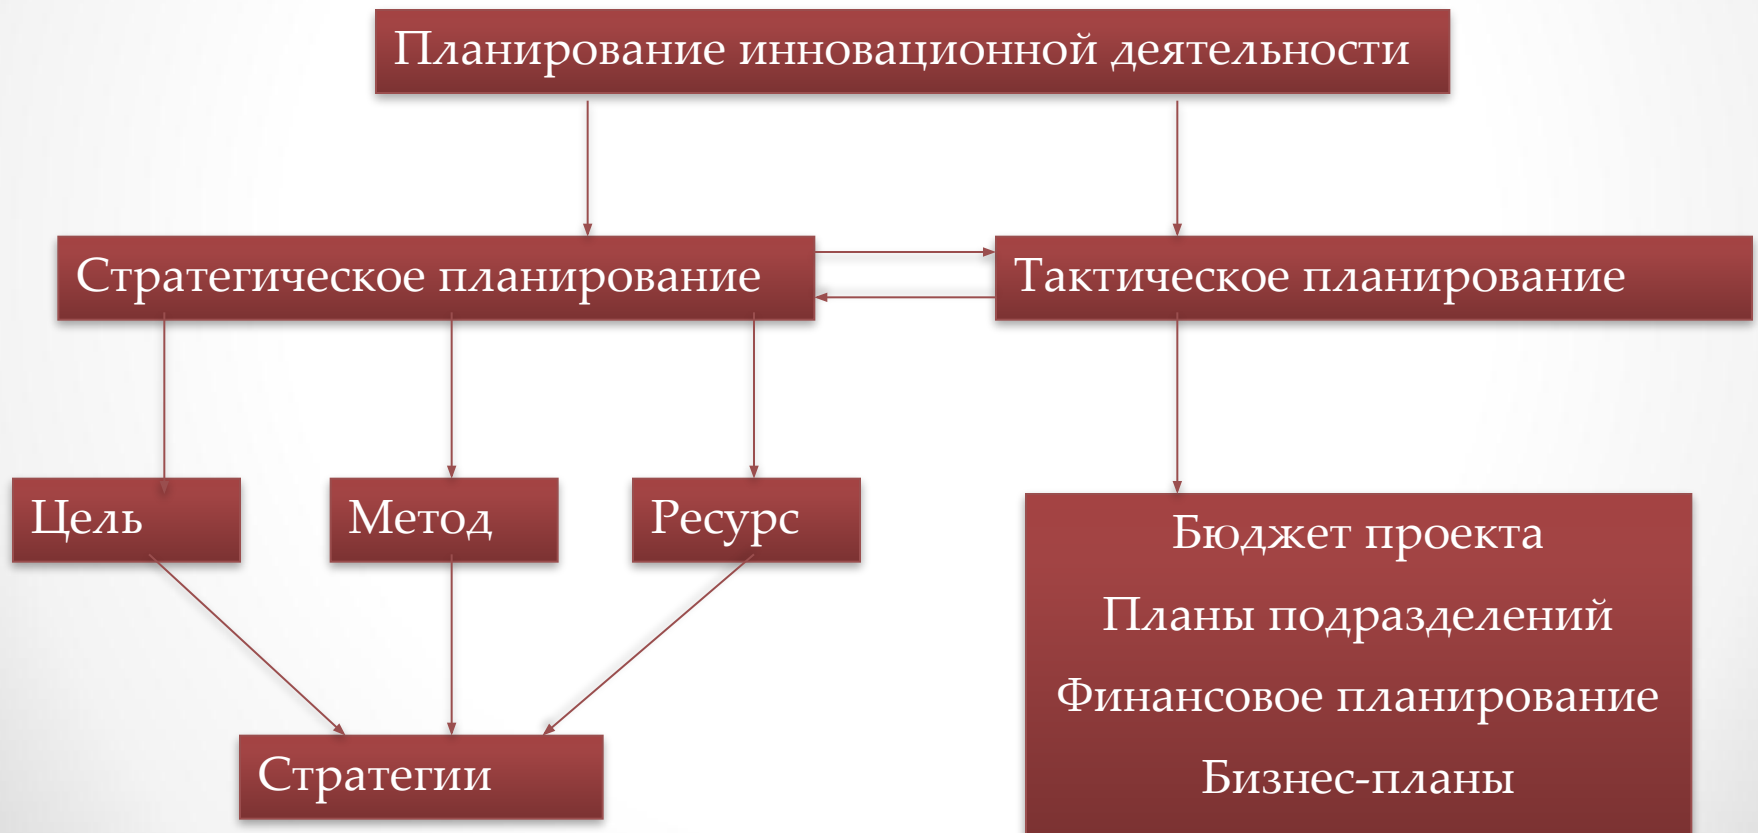 Планирование инновационной деятельности
Стратегическое планирование
Тактическое планирование
Цель
Метод
Ресурс
Стратегии
Бюджет проекта
Планы подразделений
Финансовое планирование
Бизнес-планы